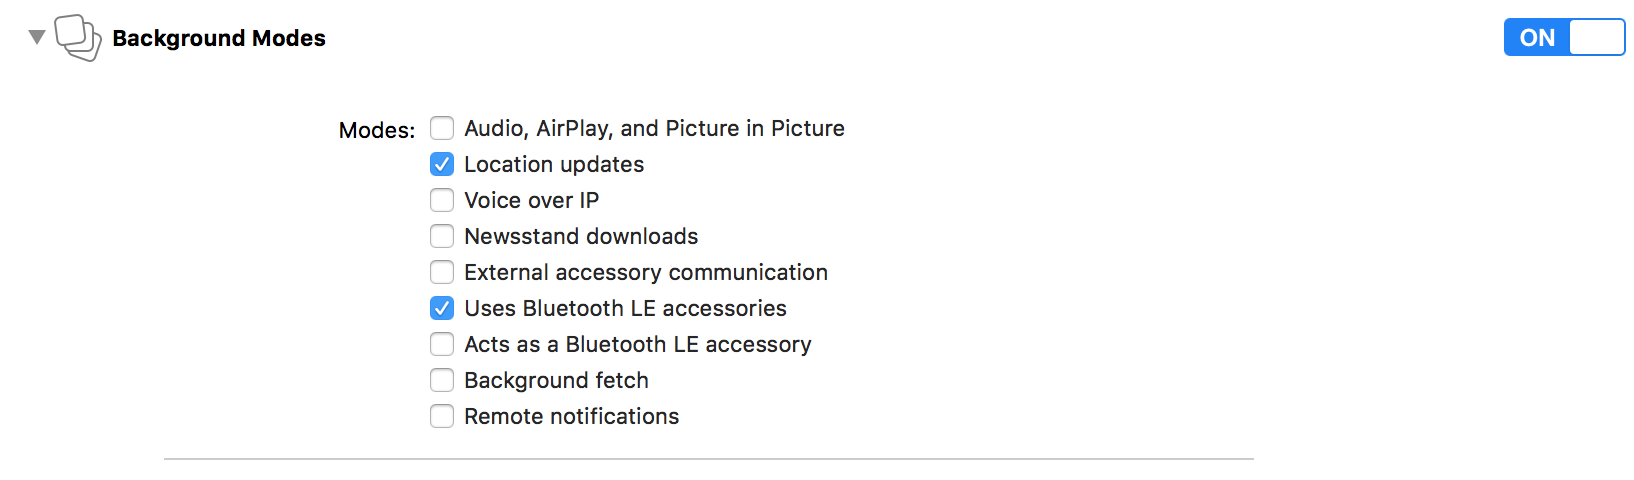 Background Modes
ON
Modes:
Audio, AirPlay, and Picture in Picture
Location updates
Voice over IP
Newsstand downloads
External accessory communication
Uses Bluetooth LE accessories
Acts as a Bluetooth LE accessory
Background fetch
Remote notifications